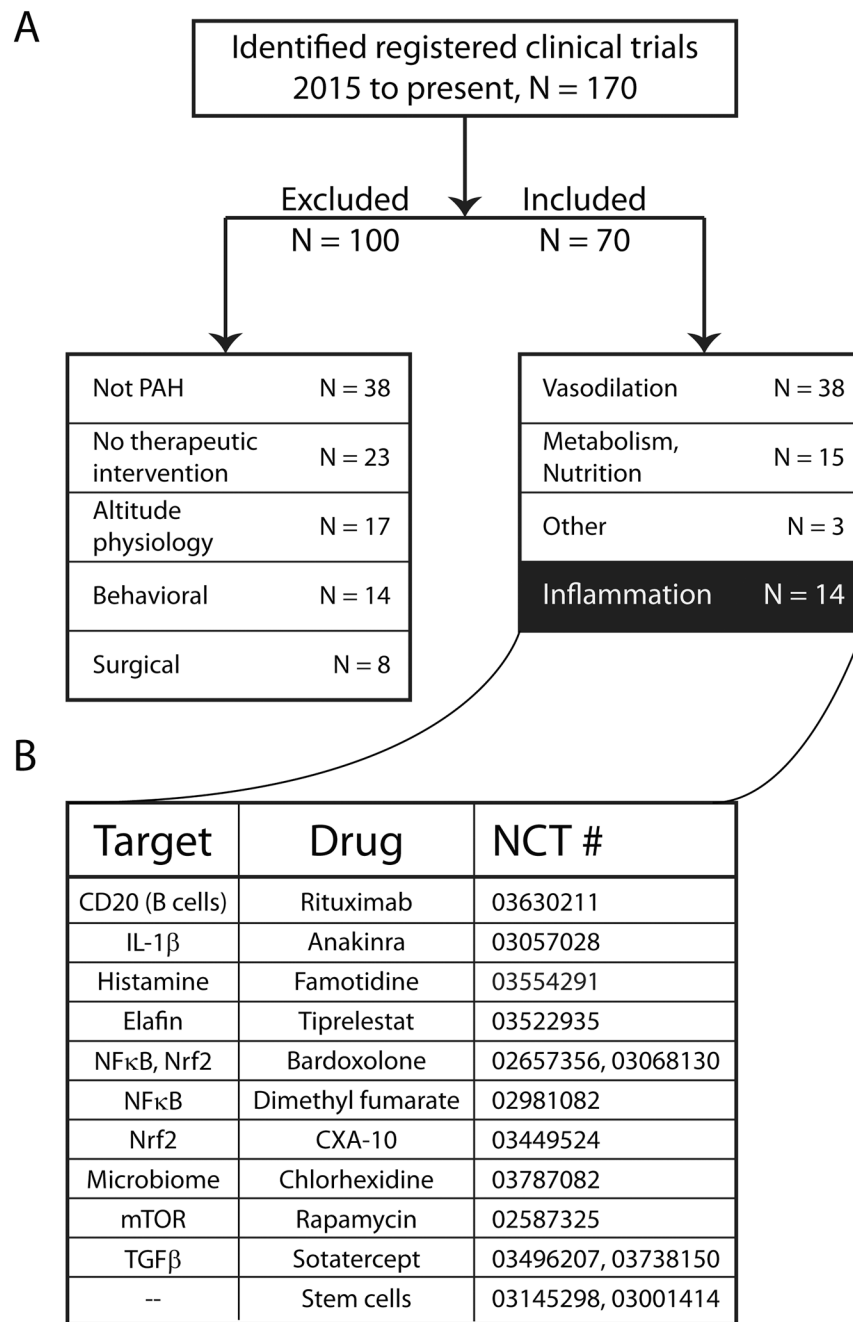 A
Identified registered clinical trials
2015 to present, N = 170
Excluded
N = 100
Included
N = 70
Not PAH N = 38
No therapeutic
intervention N = 23
Altitude
physiology N = 17
Behavioral N = 14
Surgical N = 8
Vasodilation N = 38
Metabolism,
Nutrition N = 15
Other N = 3
Inflammation N = 14
B
Target Drug NCT #
CD20 (B cells) Rituximab 03630211
IL-1β Anakinra 03057028
Histamine Famotidine 03554291
Elafin Tiprelestat 03522935
NFκB, Nrf2 Bardoxolone 02657356, 03068130
NFκB Dimethyl fumarate 02981082
Nrf2 CXA-10 03449524
Microbiome Chlorhexidine 03787082
mTOR Rapamycin 02587325
TGFβ Sotatercept 03496207, 03738150
-- Stem cells 03145298, 03001414